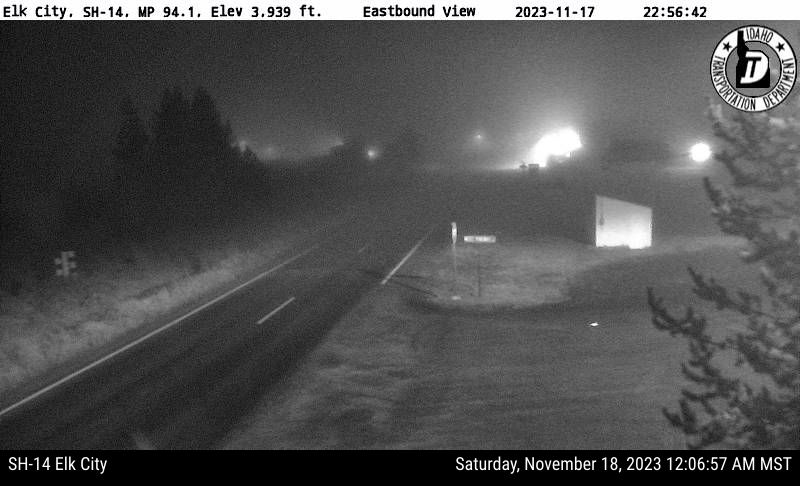 Elk City, SH-14, MP 94.1, Elev 3,939 ft. Eastbound View 2023-11-17 22:56:42
IDAHO
TRANSPORTATION DEPARTMENT
SH-14 Elk City
Saturday, November 18, 2023 12:06:57 AM MST